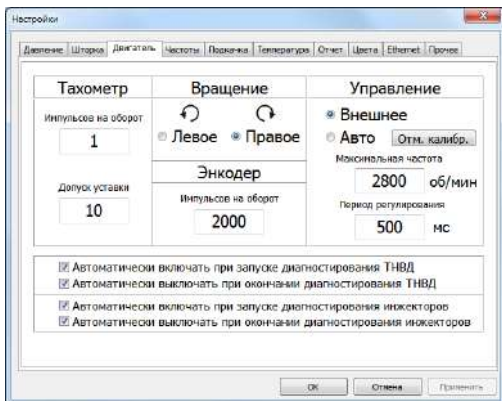 Настройки
Давление Шторка Двигатель Частоты Подкачка Температура Отчет Цвета Ethernet Прочее
Тахометр
Импульсов на оборот
1
Допуск уставки
10
Вращение
Левое Правое
Энкодер
Импульсов на оборот
2000
Управление
Внешнее
Авто Отм. калибр.
Максимальная частота
2800 об/мин
Период регулирования
500 мс
Автоматически включать при запуске диагностирования ТНВД
Автоматически выключать при окончании диагностирования ТНВД
Автоматически включать при запуске диагностирования инжекторов
Автоматически выключать при окончании диагностирования инжекторов
OK Отмена Применить